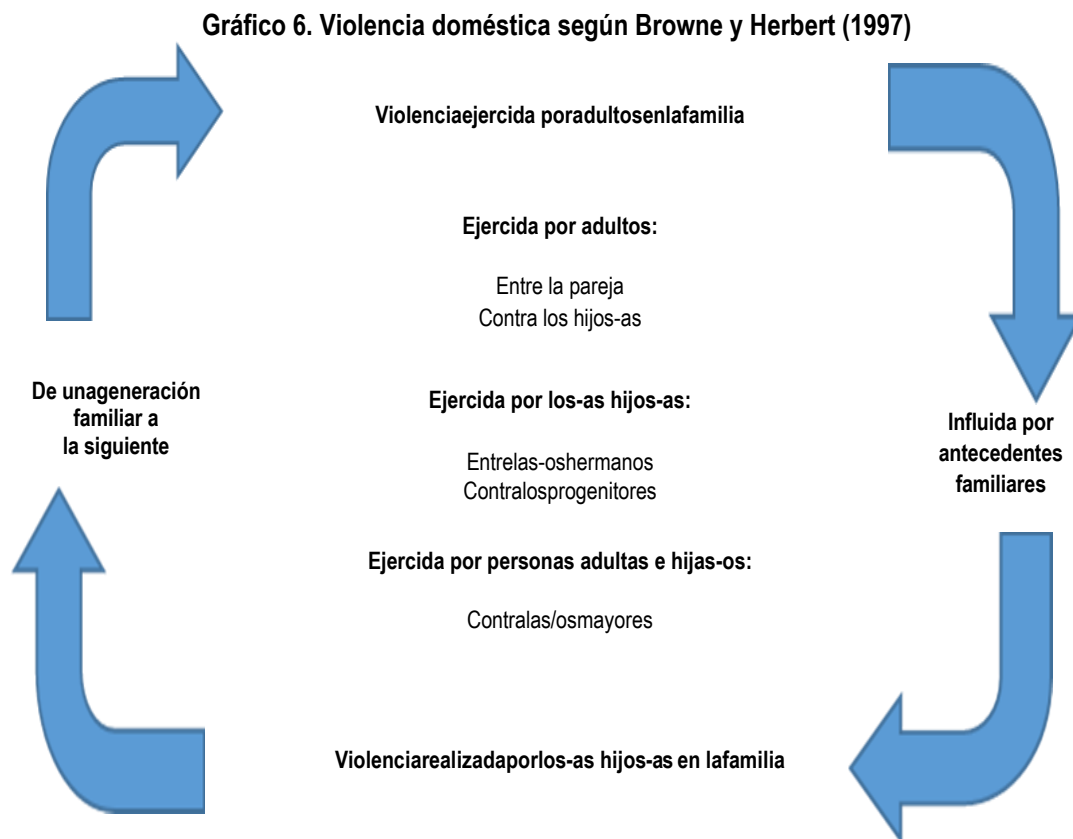 Gráfico 6. Violencia doméstica según Browne y Herbert (1997)
Violenciaejercida poradultosenlafamilia
Ejercida por adultos:
Entre la pareja
Contra los hijos-as
De unageneración
familiar a
la siguiente
Ejercida por los-as hijos-as:
Entrelas-oshermanos
Contralosprogenitores
Influida por
antecedentes
familiares
Ejercida por personas adultas e hijas-os:
Contralas/osmayores
Violenciarealizadaporlos-as hijos-as en lafamilia